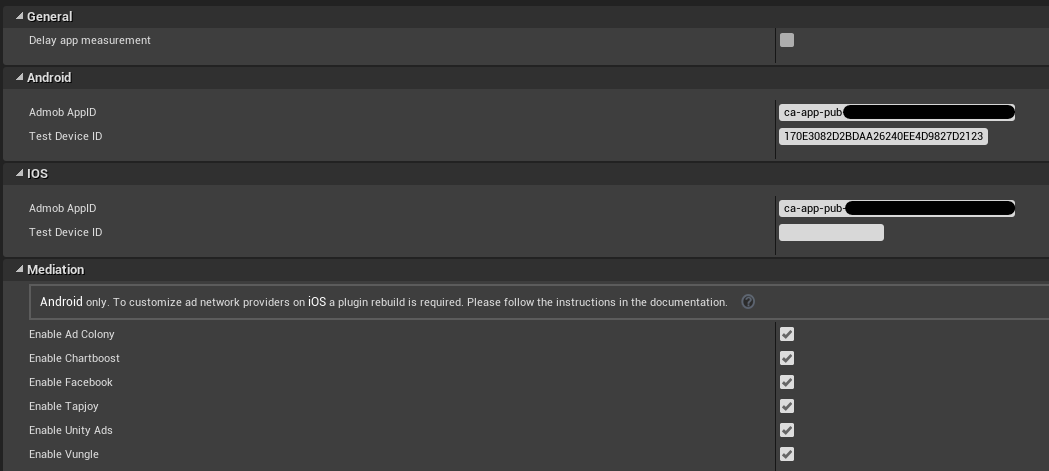 General
Delay app measurement
Android
Admob AppID ca-app-pub
Test Device ID 170E3082D2BDAA26240EE4D9827D2123
IOS
Admob AppID ca-app-pub-
Test Device ID
Mediation
Android only. To customize ad network providers on iOS a plugin rebuild is required. Please follow the instructions in the documentation. ?
Enable Ad Colony
Enable Chartboost
Enable Facebook
Enable Tapjoy
Enable Unity Ads
Enable Vungle